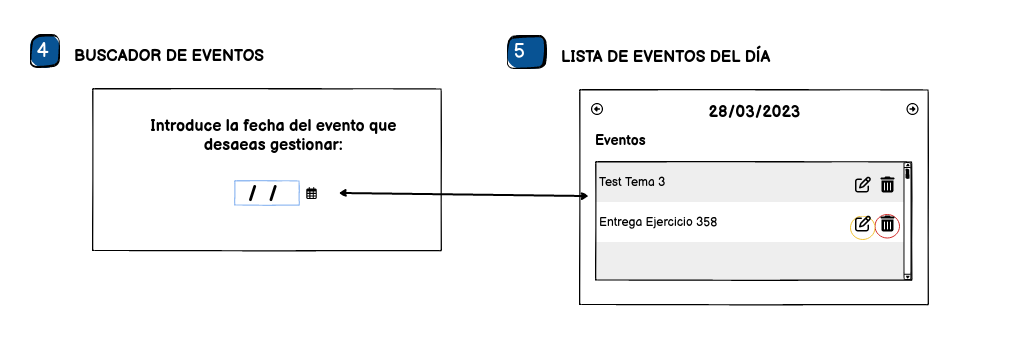 4
BUSCADOR DE EVENTOS
Introduce la fecha del evento que
desaeas gestionar:
/ /
5
LISTA DE EVENTOS DEL DÍA
28/03/2023
Eventos
Test Tema 3
Entrega Ejercicio 358